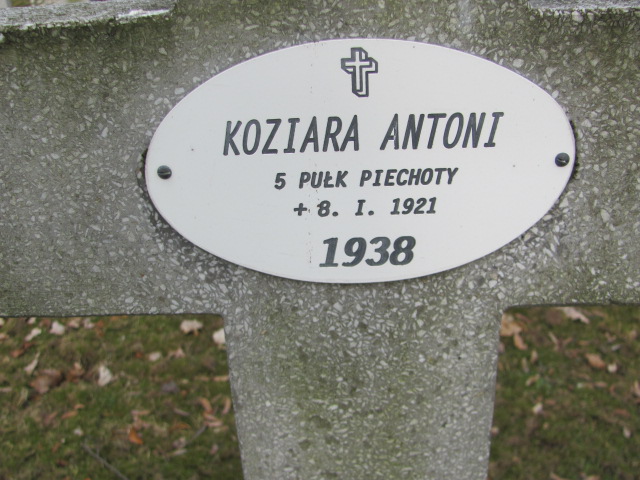 KOZIARA ANTONI
5 PUŁK PIECHOTY
+ 8. I. 1921
1938